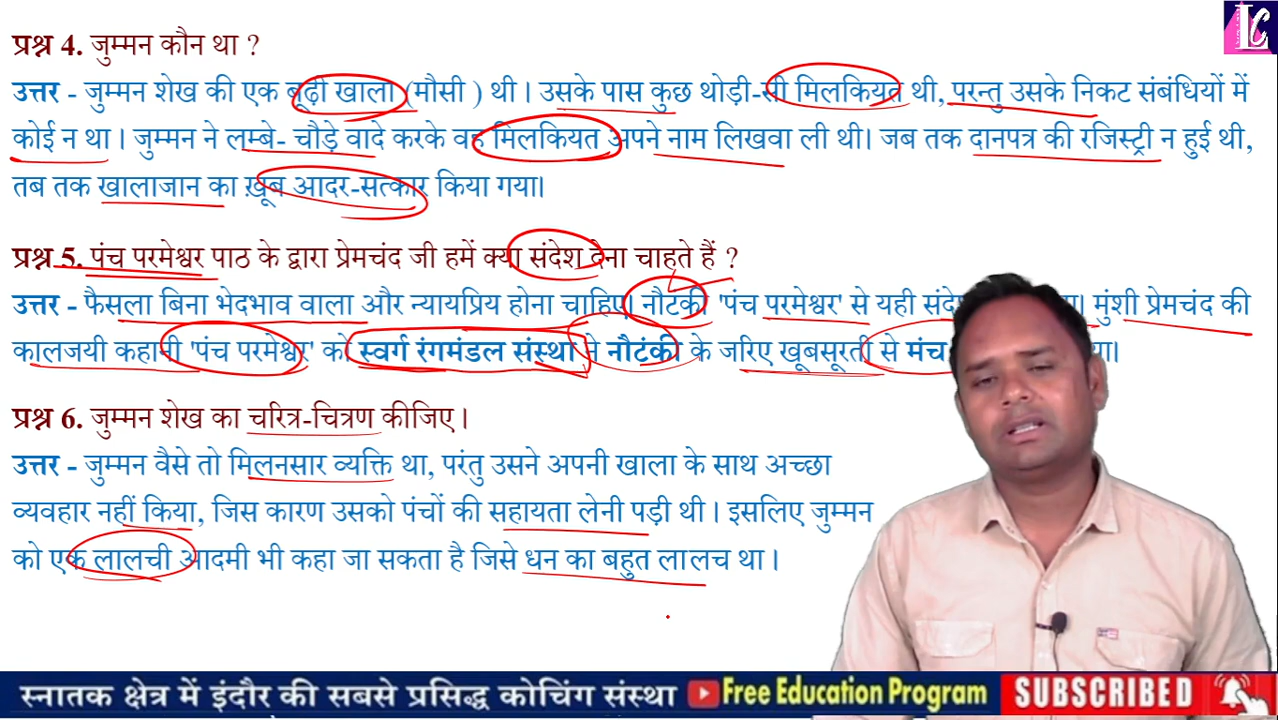 LC
प्रश्न 4. जुम्मन कौन था ?
उत्तर - जुम्मन शेख की एक बूढ़ी खाला (मौसी ) थी। उसके पास कुछ थोड़ी-सी मिलकियत थी, परन्तु उसके निकट संबंधियों में
कोई न था। जुम्मन ने लम्बे- चौड़े वादे करके वह मिलकियत अपने नाम लिखवा ली थी। जब तक दानपत्र की रजिस्ट्री न हुई थी,
तब तक खालाजान का ख़ूब आदर-सत्कार किया गया।
प्रश्न 5. पंच परमेश्वर पाठ के द्वारा प्रेमचंद जी हमें क्या संदेश देना चाहते हैं ?
उत्तर - फैसला बिना भेदभाव वाला और न्यायप्रिय होना चाहिए। नौटंकी 'पंच परमेश्वर' से यही मुंशी प्रेमचंद की
कालजयी कहानी 'पंच परमेश्वर' को स्वर्ग रंगमंडल संस्था ने नौटंकी के जरिए खूबसूरती से मंच
प्रश्न 6. जुम्मन शेख का चरित्र-चित्रण कीजिए।
उत्तर - जुम्मन वैसे तो मिलनसार व्यक्ति था, परंतु उसने अपनी खाला के साथ अच्छा
व्यवहार नहीं किया, जिस कारण उसको पंचों की सहायता लेनी पड़ी थी। इसलिए जुम्मन
को एक लालची आदमी भी कहा जा सकता है जिसे धन का बहुत लालच था।
स्नातक क्षेत्र में इंदौर की सबसे प्रसिद्ध कोचिंग संस्था Free Education Program SUBSCRIBED